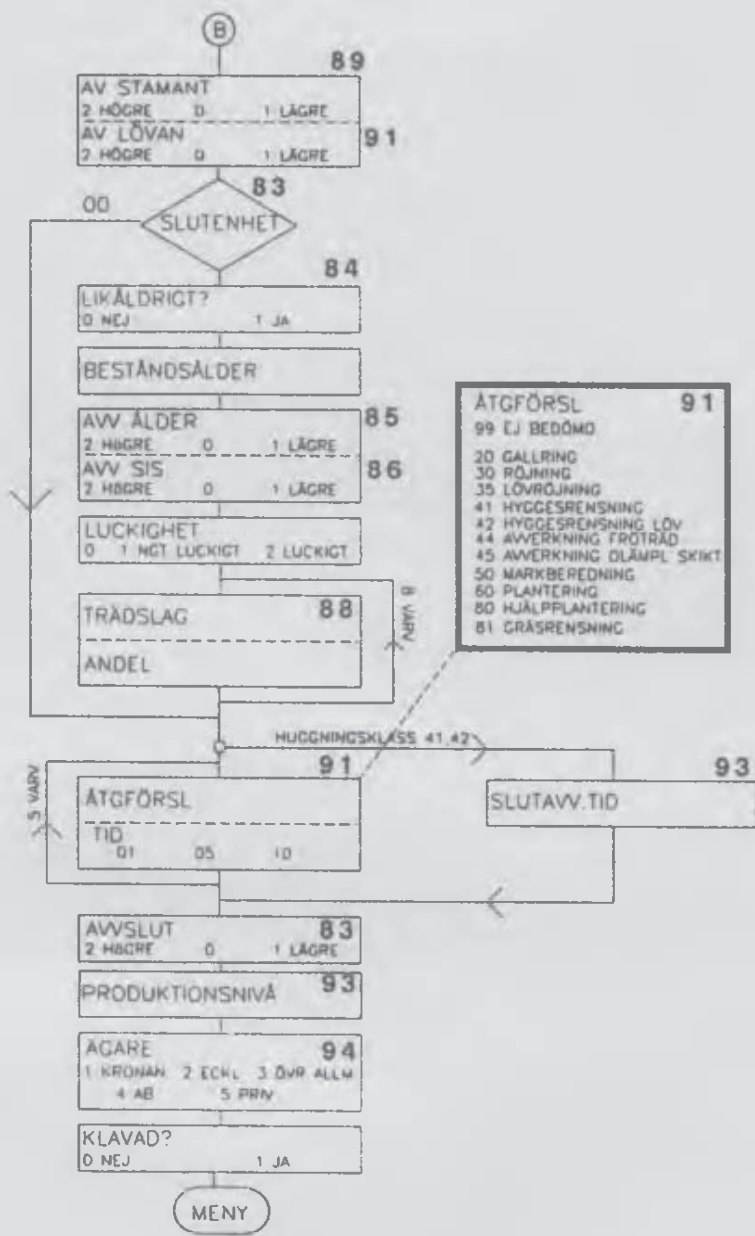 B
89
AV STAMANT
2 HÖGRE 0 1 LÄGRE
AV LÖVAN 91
2 HÖGRE 0 1 LÄGRE
83
00
SLUTENHET
84
LIKÅLDRIGT?
0 NEJ 1 JA
BESTÅNDSÅLDER
AVV ÅLDER 85
2 HÖGRE 0 1 LÄGRE
AVV SIS 86
2 HÖGRE 0 1 LÄGRE
LUCKIGHET
0 1 NGT LUCKIGT 2 LUCKIGT
TRÄDSLAG 88
ANDEL
8 VARV
ÅTGFÖRSL 91
99 EJ BEDÖMD
20 GALLRING
30 RÖJNING
35 LÖVRÖJNING
41 HYGGESRENSNING
42 HYGGESRENSNING LÖV
44 AVVERKNING FRÖTRÄD
45 AVVERKNING OLÄMPL SKIKT
50 MARKBEREDNING
60 PLANTERING
80 HJÄLPPLANTERING
81 GRÄSRENSNING
HUGGNINGSKLASS 41,42
91
ÅTGFÖRSL
TID
01 05 10
5 VARV
93
SLUTAVV.TID
AVVSLUT 83
2 HÖGRE 0 1 LÄGRE
PRODUKTIONSNIVÅ 93
ÄGARE 94
1 KRONAN 2 ECKL 3 ÖVR ALLM
4 AB 5 PRIV
KLAVAD?
0 NEJ 1 JA
MENY